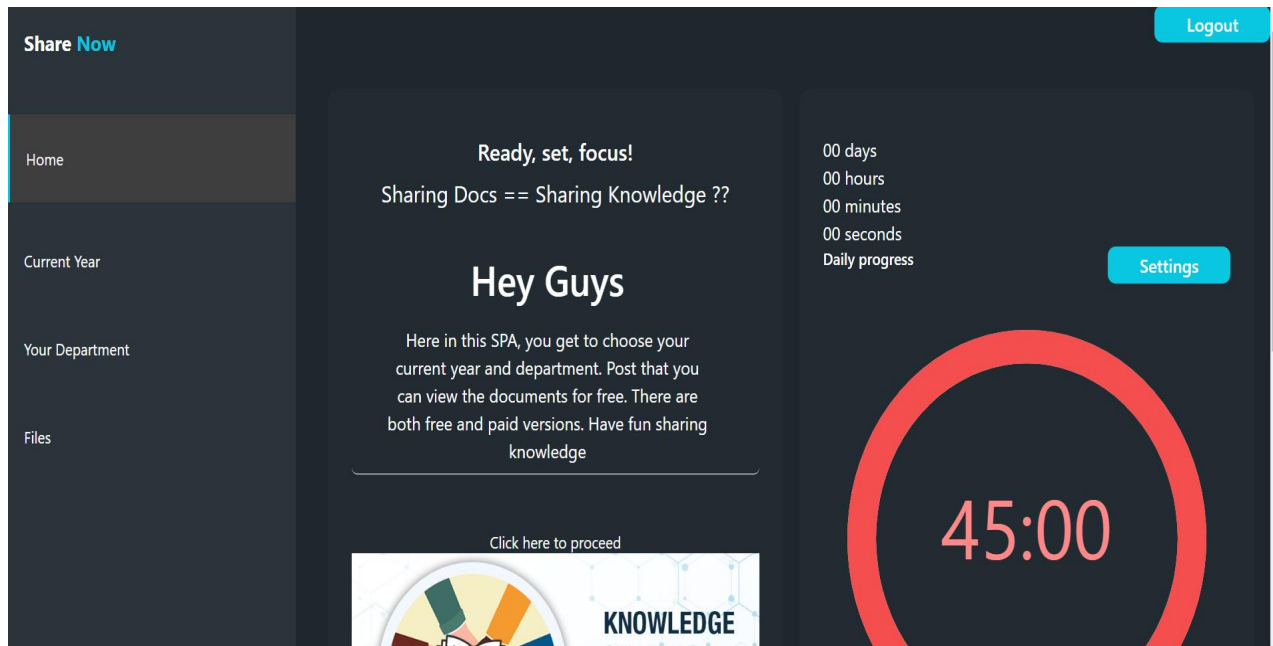 Share Now
Logout
Home
Current Year
Your Department
Files
Ready, set, focus!
Sharing Docs == Sharing Knowledge ??
Hey Guys
Here in this SPA, you get to choose your
current year and department. Post that you
can view the documents for free. There are
both free and paid versions. Have fun sharing
knowledge
Click here to proceed
KNOWLEDGE
00 days
00 hours
00 minutes
00 seconds
Daily progress
Settings
45:00